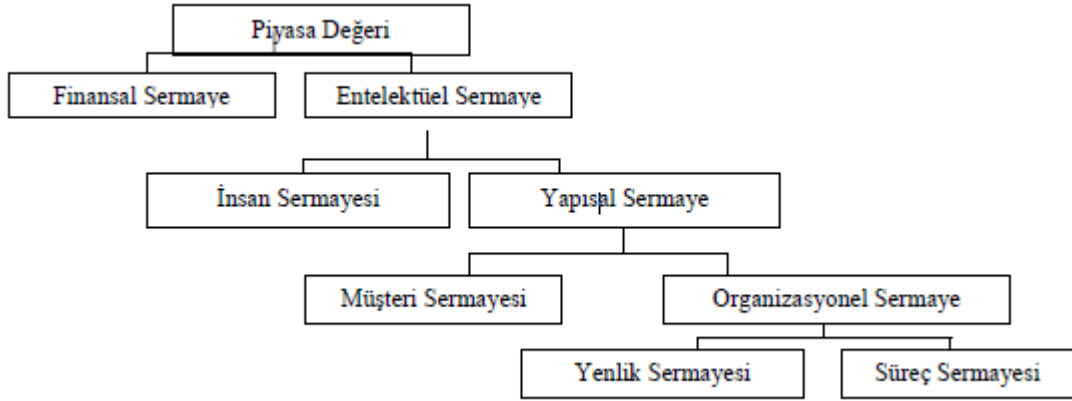 Piyasa Değeri
Finansal Sermaye
Entelektüel Sermaye
İnsan Sermayesi
Yapısal Sermaye
Müşteri Sermayesi
Organizasyonel Sermaye
Yenlik Sermayesi
Süreç Sermayesi